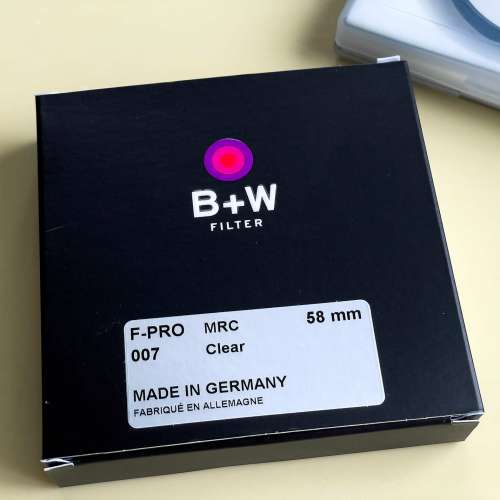 B+W
FILTER
F-PRO MRC 58 mm
007 Clear
MADE IN GERMANY
FABRIQUÉ EN ALLEMAGNE